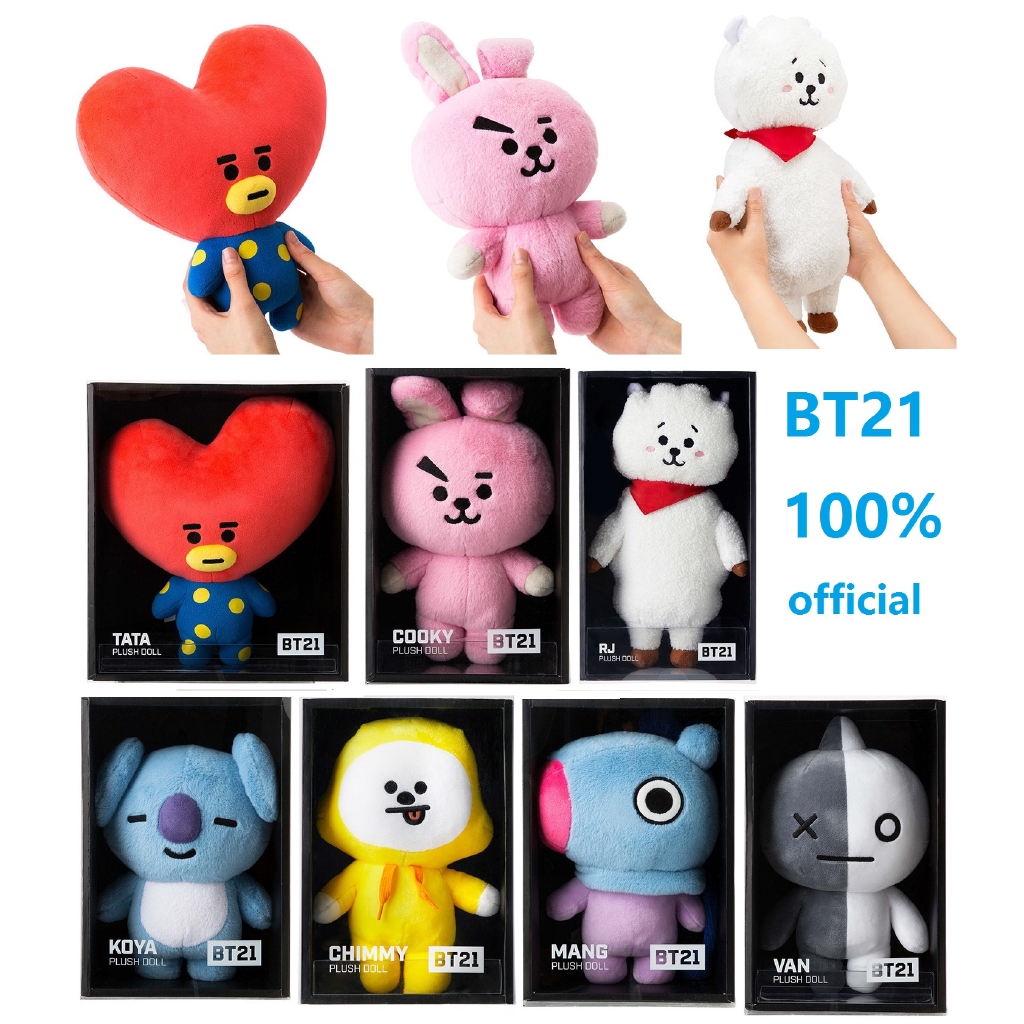 BT21
100%
official
TATA
PLUSH DOLL
BT21
COOKY
PLUSH DOLL
BT21
RJ
PLUSH DOLL
BT21
KOYA
PLUSH DOLL
BT21
CHIMMY
PLUSH DOLL
BT21
MANG
PLUSH DOLL
BT21
VAN
PLUSH DOLL
BT21